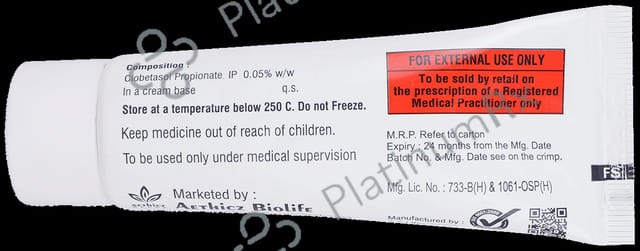 Composition :
Clobetasol Propionate IP 0.05% w/w
In a cream base q.s.
Store at a temperature below 250 C. Do not Freeze.
Keep medicine out of reach of children.
To be used only under medical supervision
Marketed by :
Aethicz Biolife
FOR EXTERNAL USE ONLY
To be sold by retail on
the prescription of a Registered
Medical Practitioner only
M.R.P. Refer to carton
Expiry : 24 months from the Mfg. Date
Batch No. & Mfg. Date see on the crimp.
Mfg. Lic. No. : 733-B(H) & 1061-OSP(H)
FS
PlatinumRx
Platinum